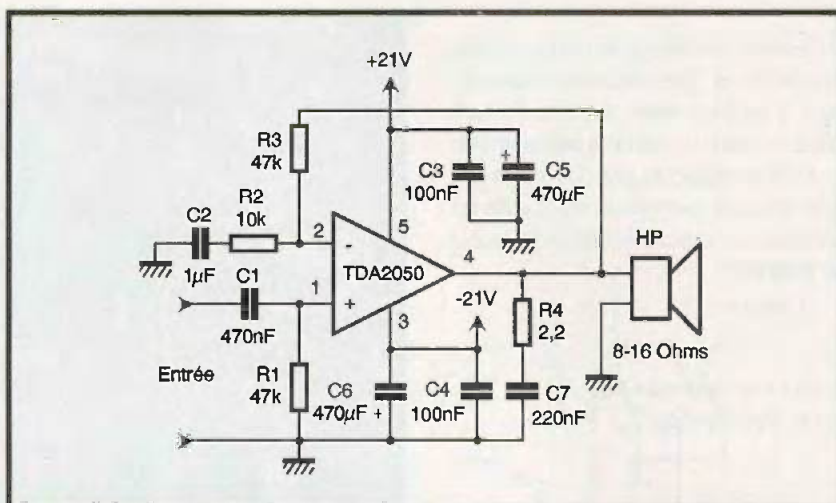 +21V
R3
47k
C3
100nF
+
C5
470µF
R2
10k
C2
1µF
2
5
-
4
HP
TDA2050
C1
470nF
1
+
3
-21V
R4
2,2
8-16 Ohms
Entrée
R1
47k
C6
470µF
+
C4
100nF
C7
220nF